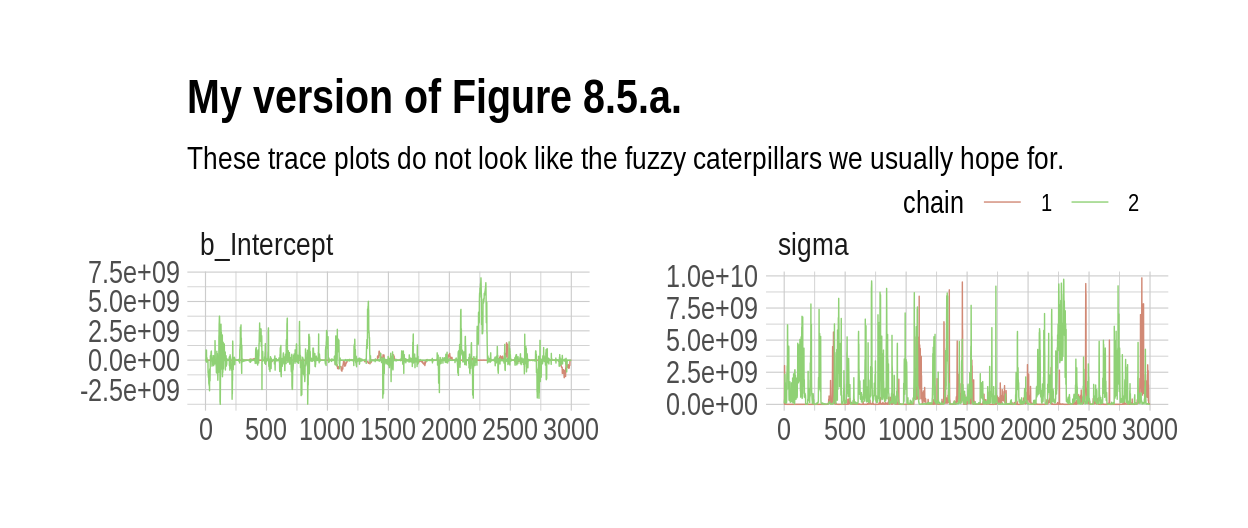 My version of Figure 8.5.a.
These trace plots do not look like the fuzzy caterpillars we usually hope for.
chain 1 2
b_Intercept
7.5e+09
5.0e+09
2.5e+09
0.0e+00
-2.5e+09
0 500 1000 1500 2000 2500 3000
sigma
1.0e+10
7.5e+09
5.0e+09
2.5e+09
0.0e+00
0 500 1000 1500 2000 2500 3000